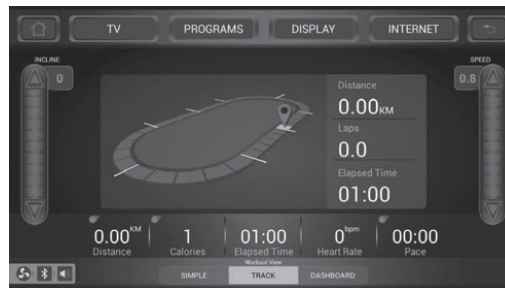 TV PROGRAMS DISPLAY INTERNET
INCLINE SPEED
0 0.8
Distance
0.00KM
Laps
0.0
Elapsed Time
01:00
0.00KM 1 01:00 0bpm 00:00
Distance Calories Elapsed Time Heart Rate Pace
Workout View
SIMPLE TRACK DASHBOARD